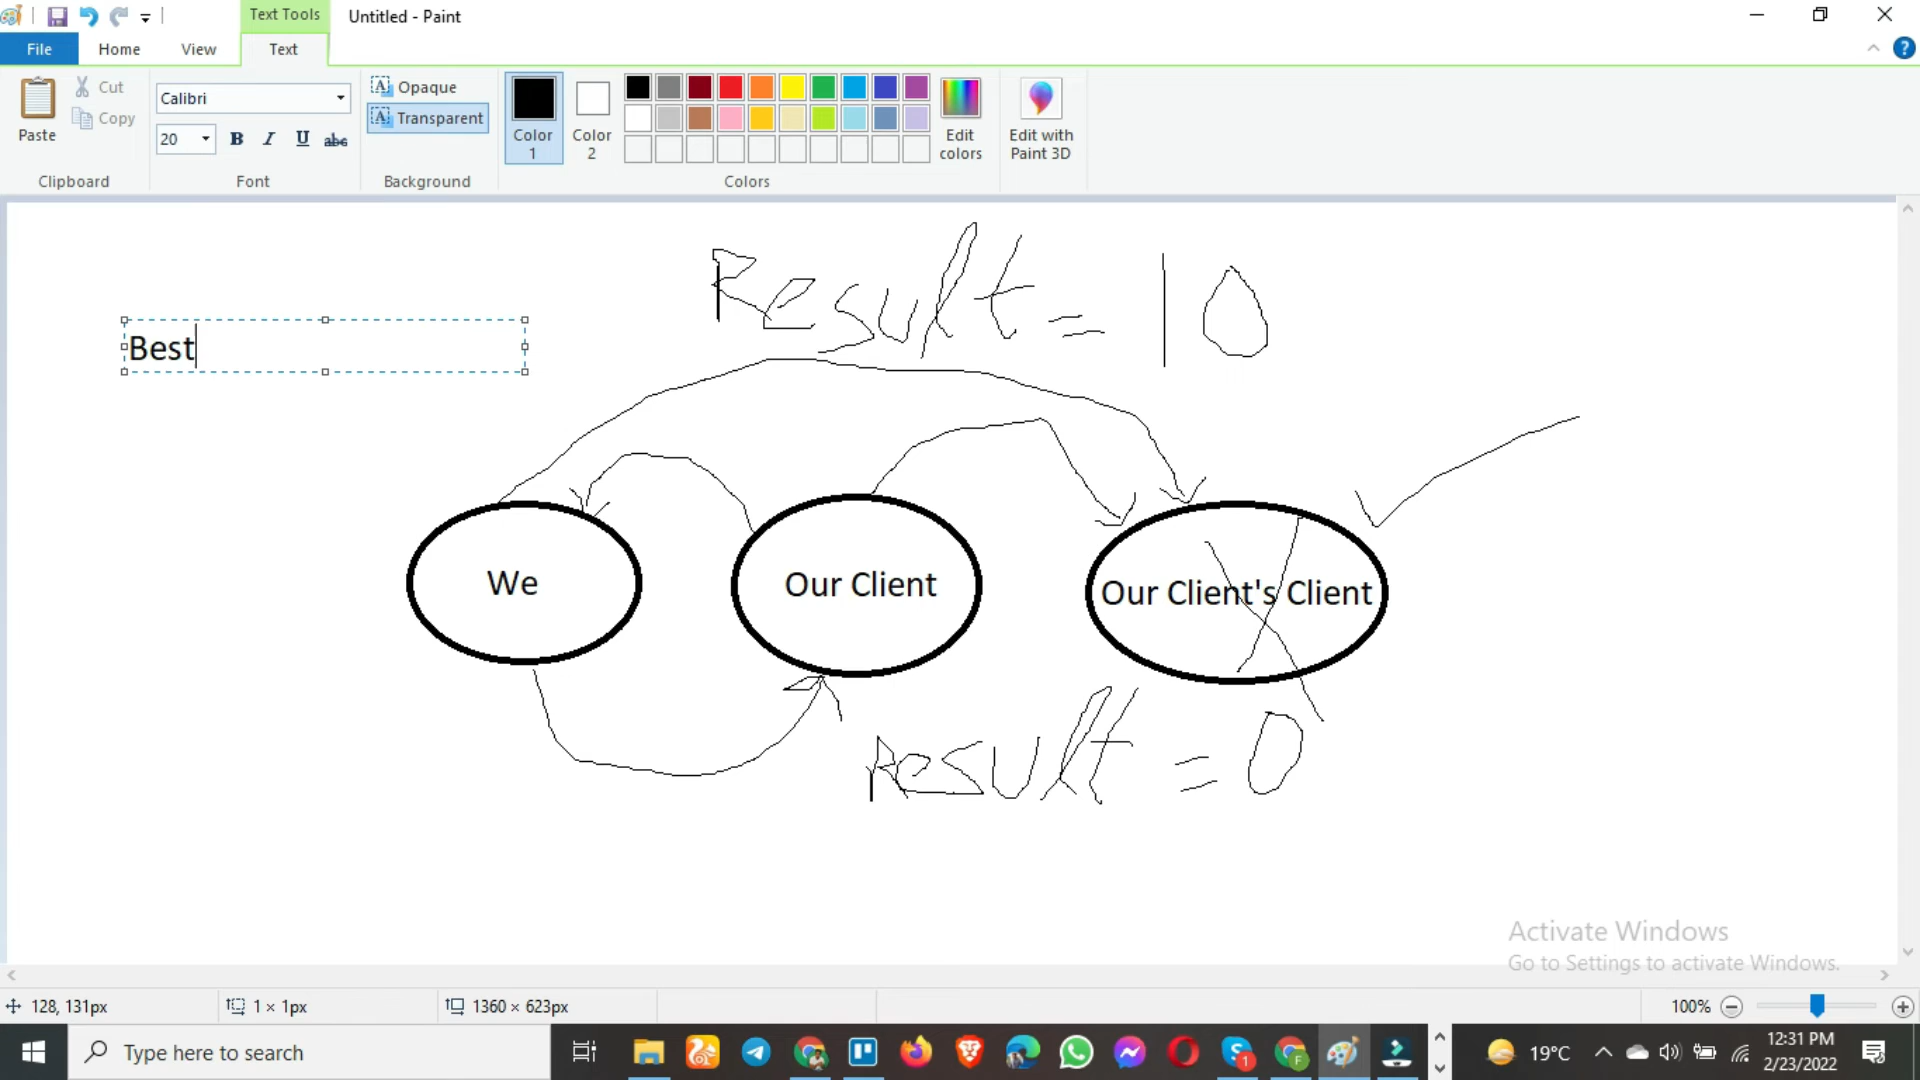 Text Tools
Untitled - Paint
File
Home
View
Text
Paste
Cut
Copy
Clipboard
Calibri
20
B
I
U
abc
Font
Opaque
Transparent
Background
Color 1
Color 2
Edit colors
Colors
Edit with Paint 3D
Result = 10
Best
We
Our Client
Our Client's Client
Result = 0
Activate Windows
Go to Settings to activate Windows.
128, 131px
1 × 1px
1360 × 623px
100%
Type here to search
19°C
12:31 PM
2/23/2022